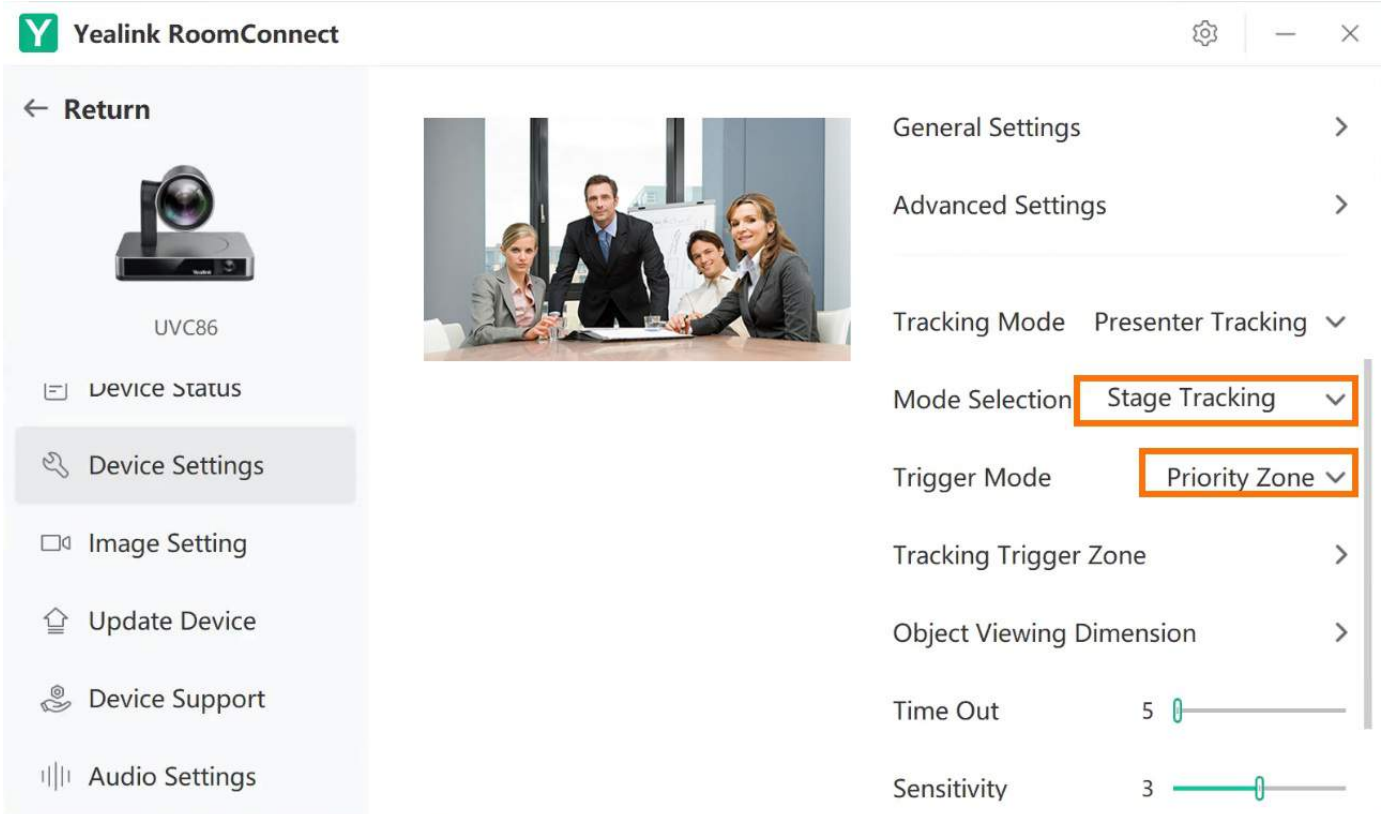 Yealink RoomConnect
Return
Yealink
UVC86
Device Status
Device Settings
Image Setting
Update Device
Device Support
Audio Settings
General Settings
Advanced Settings
Tracking Mode Presenter Tracking
Mode Selection Stage Tracking
Trigger Mode Priority Zone
Tracking Trigger Zone
Object Viewing Dimension
Time Out 5
Sensitivity 3